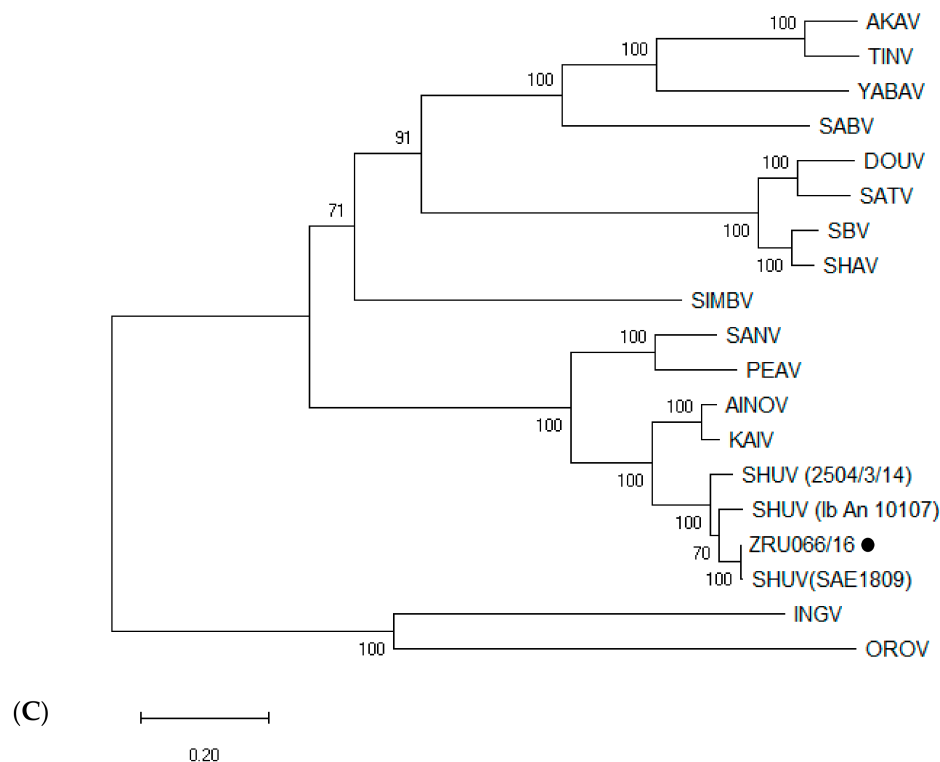 100
AKAV
100
TINV
100
YABAV
SABV
91
100
DOUV
SATV
100
SBV
100
SHAV
71
SIMBV
100
SANV
PEAV
100
100
AINOV
KAIV
100
SHUV (2504/3/14)
100
SHUV (Ib An 10107)
70
ZRU066/16
100
SHUV(SAE1809)
INGV
100
OROV
(C)
0.20